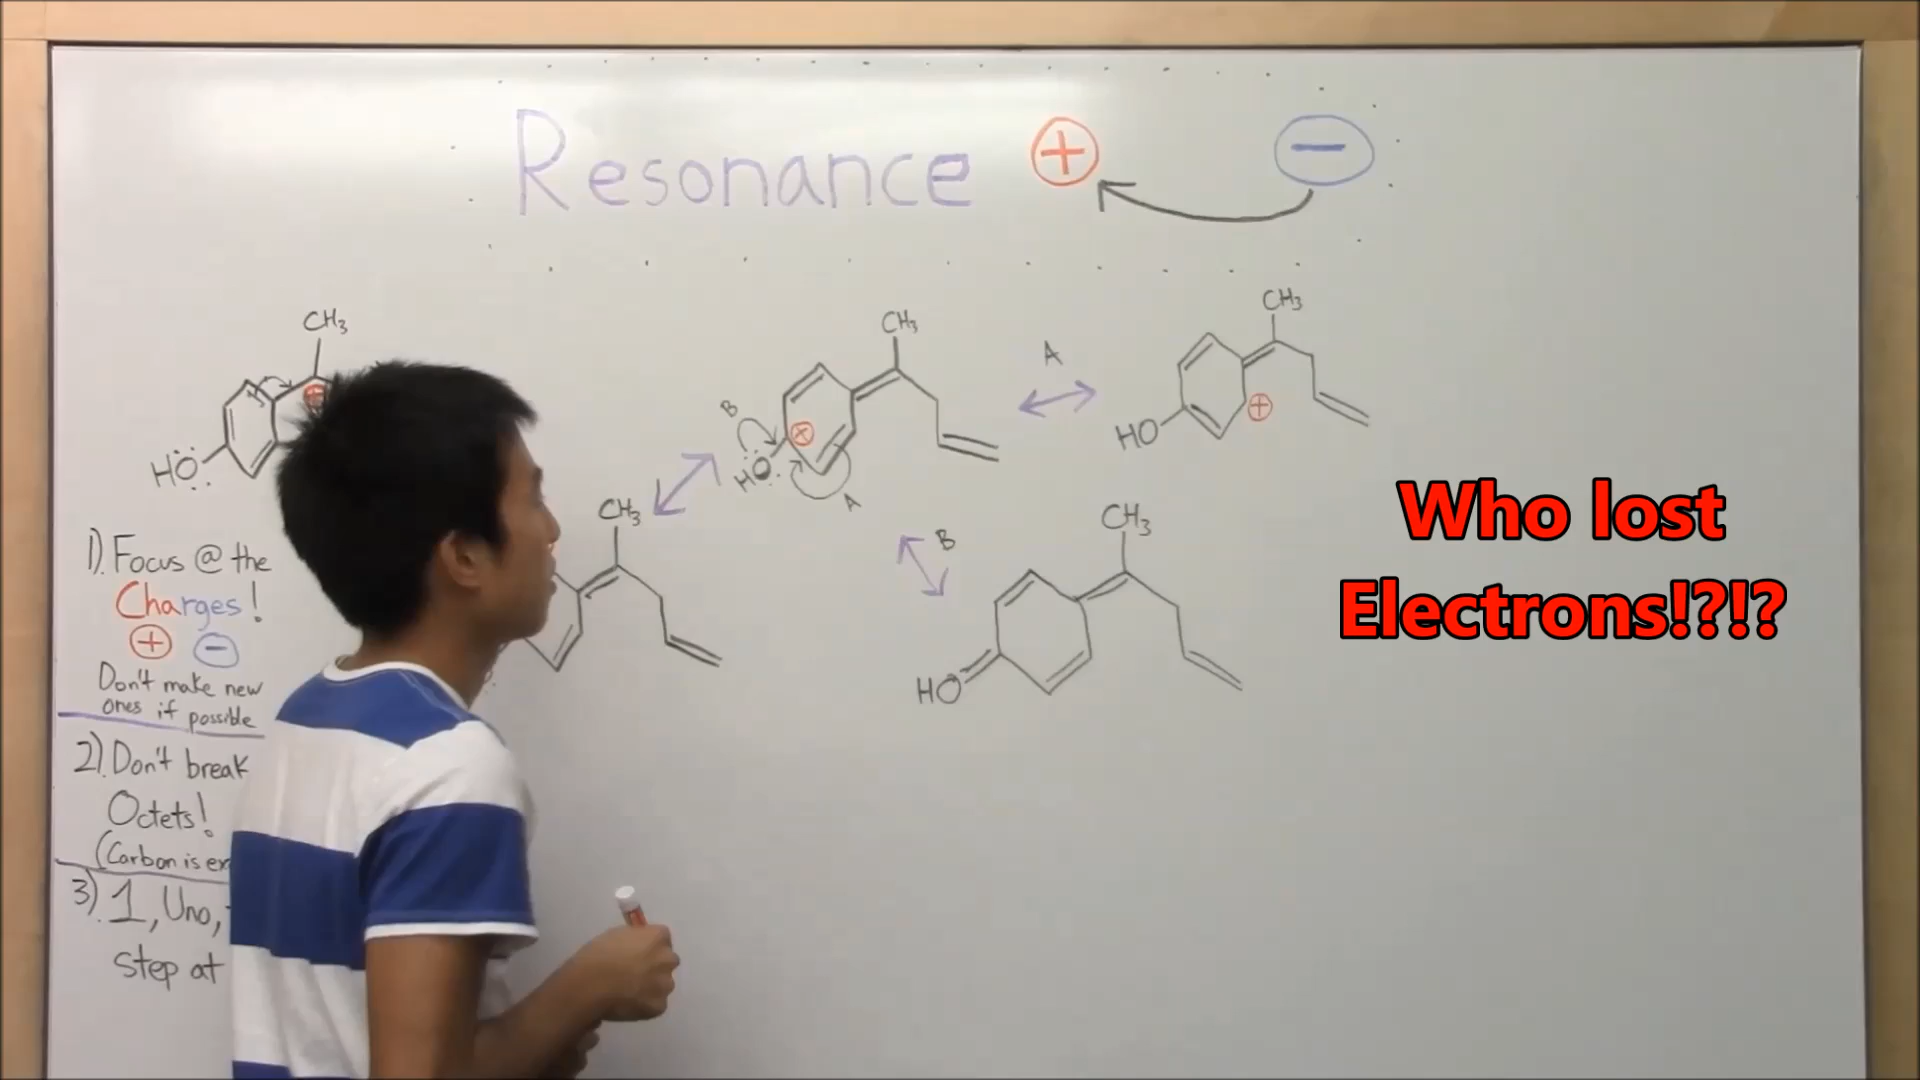 Resonance + −
CH₃
HO
+
CH₃
B
HO
+
A
A
CH₃
HO
+
CH₃
B
CH₃
HO
Who lost
Electrons!?!?
1). Focus @ the
Charges!
+ −
Don't make new
ones if possible
2). Don't break
Octets!
(Carbon is
3). 1, Uno,
step at